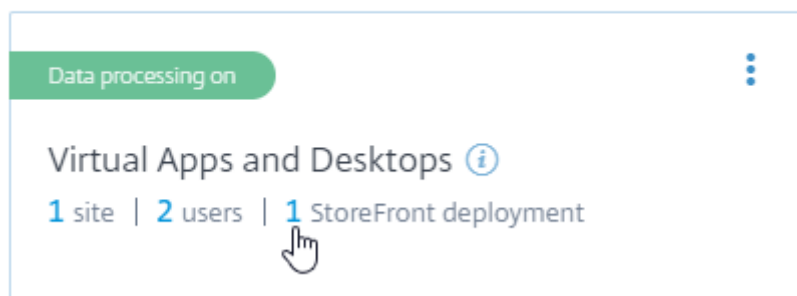 Data processing on
Virtual Apps and Desktops i
1 site | 2 users | 1 StoreFront deployment